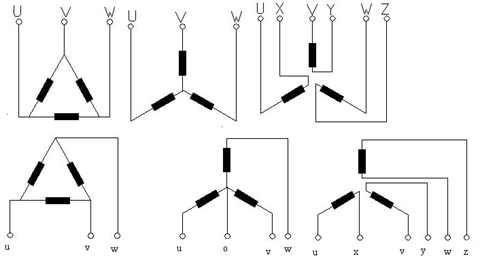 U V W U V W U X V Y W Z
u v w u o v w u x v y w z